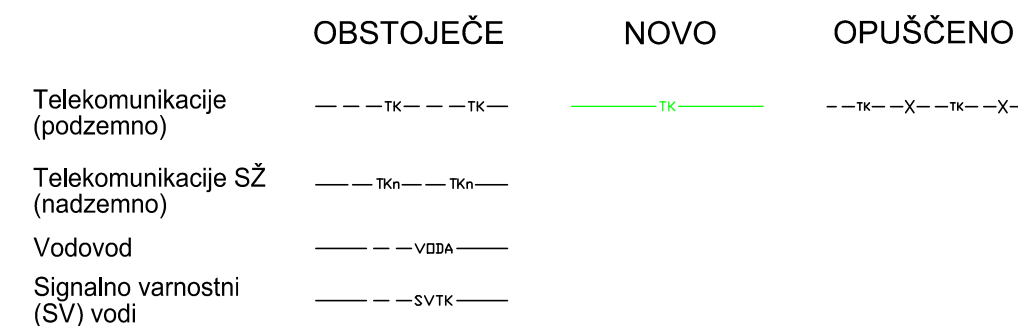 OBSTOJEČE NOVO OPUŠČENO
Telekomunikacije
(podzemno)
TK TK TK TK X TK X
Telekomunikacije SŽ
(nadzemno)
TKn TKn
Vodovod VODA
Signalno varnostni
(SV) vodi
SVTK